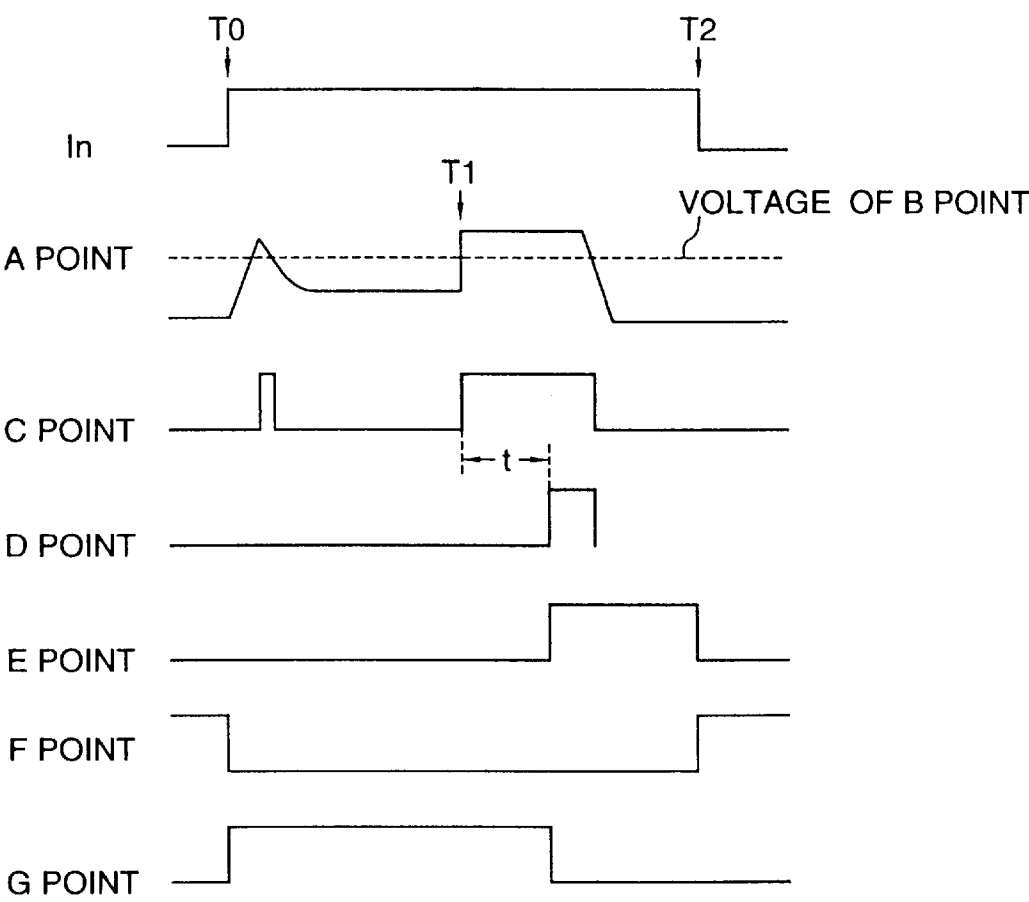 T0
T2
In
T1
VOLTAGE OF B POINT
A POINT
C POINT
t
D POINT
E POINT
F POINT
G POINT